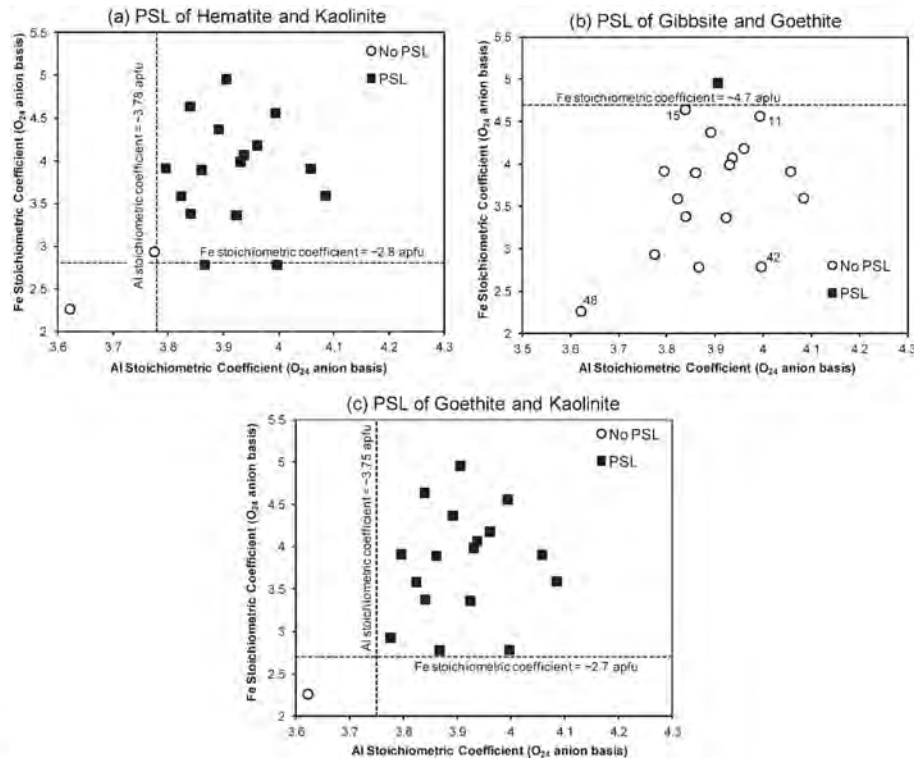 (a) PSL of Hematite and Kaolinite
5.5
5
4.5
4
3.5
3
2.5
2
Fe Stoichiometric Coefficient (O24 anion basis)
○ No PSL
■ PSL
Al stoichiometric coefficient = ~3.78 apfu
Fe stoichiometric coefficient = ~2.8 apfu
3.6 3.7 3.8 3.9 4 4.1 4.2 4.3
Al Stoichiometric Coefficient (O24 anion basis)
(b) PSL of Gibbsite and Goethite
5.5
5
4.5
4
3.5
3
2.5
2
Fe Stoichiometric Coefficient (O24 anion basis)
Fe stoichiometric coefficient = ~4.7 apfu
15
11
42
48
○ No PSL
■ PSL
3.5 3.6 3.7 3.8 3.9 4 4.1 4.2 4.3
Al Stoichiometric Coefficient (O24 anion basis)
(c) PSL of Goethite and Kaolinite
5.5
5
4.5
4
3.5
3
2.5
2
Fe Stoichiometric Coefficient (O24 anion basis)
○ No PSL
■ PSL
Al stoichiometric coefficient = ~3.75 apfu
Fe stoichiometric coefficient = ~2.7 apfu
3.6 3.7 3.8 3.9 4 4.1 4.2 4.3
Al Stoichiometric Coefficient (O24 anion basis)